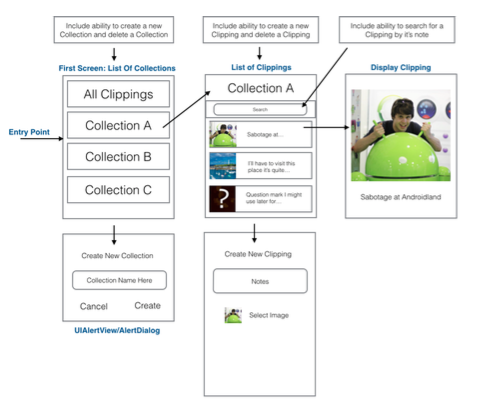 Include ability to create a new
Collection and delete a Collection
Include ability to create a new
Clipping and delete a Clipping
Include ability to search for a
Clipping by it's note
First Screen: List Of Collections
List of Clippings
Display Clipping
All Clippings
Collection A
Collection B
Collection C
Entry Point
Collection A
Search
Sabotage at…
I'll have to visit this
place it's quite…
?
Question mark I might
use later for…
Sabotage at Androidland
Create New Collection
Collection Name Here
Cancel
Create
UIAlertView/AlertDialog
Create New Clipping
Notes
Select Image